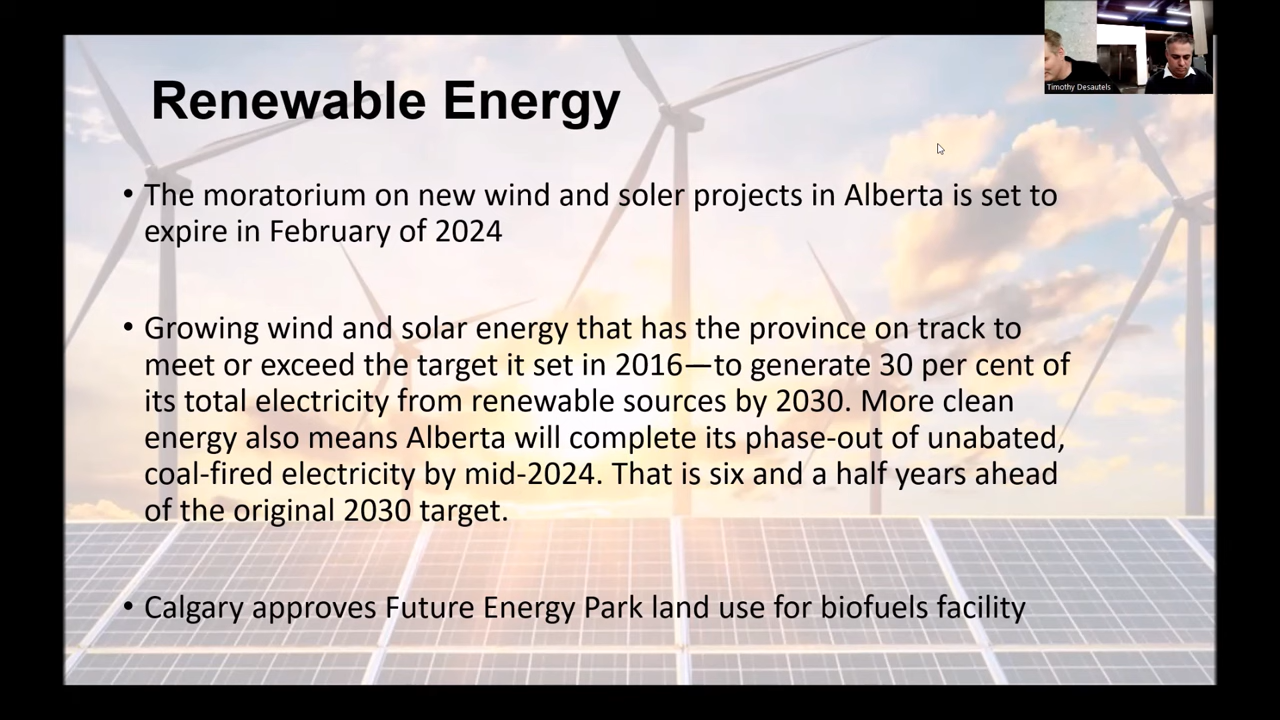 Timothy Desautels
Renewable Energy
• The moratorium on new wind and soler projects in Alberta is set to
expire in February of 2024
• Growing wind and solar energy that has the province on track to
meet or exceed the target it set in 2016—to generate 30 per cent of
its total electricity from renewable sources by 2030. More clean
energy also means Alberta will complete its phase-out of unabated,
coal-fired electricity by mid-2024. That is six and a half years ahead
of the original 2030 target.
• Calgary approves Future Energy Park land use for biofuels facility